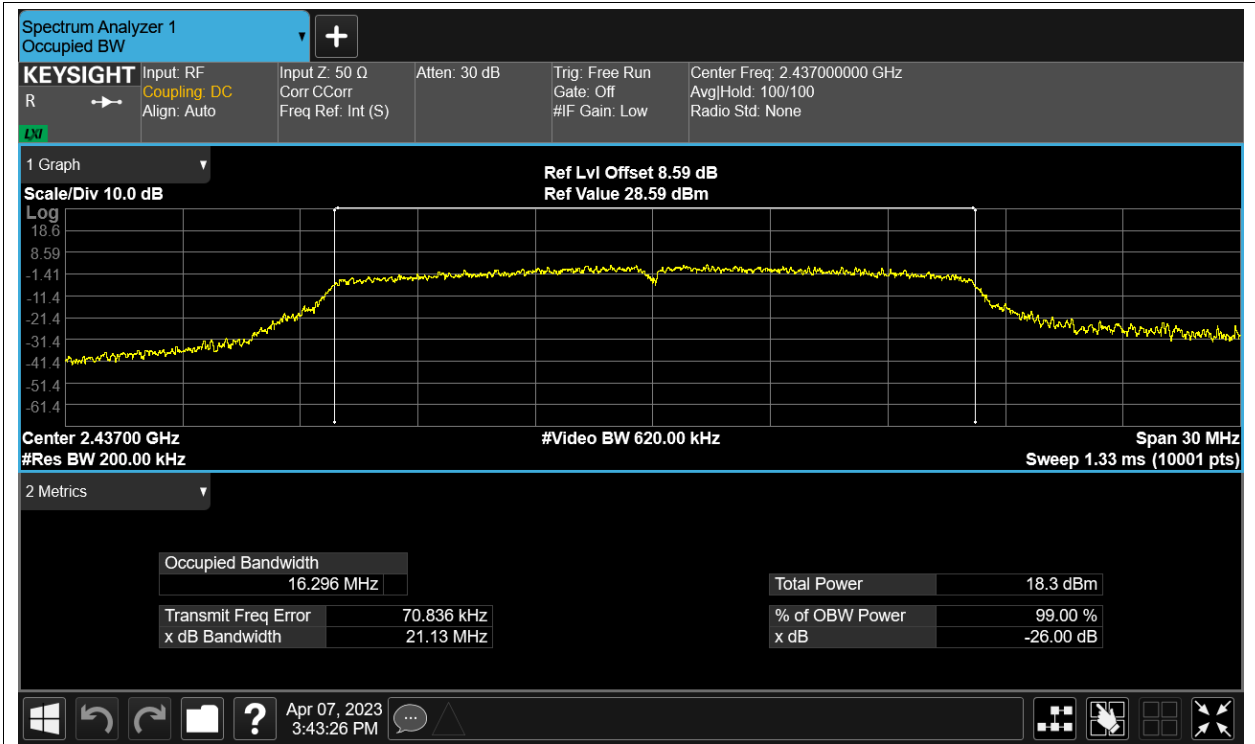 Spectrum Analyzer 1
Occupied BW
KEYSIGHT Input: RF Input Z: 50 Ω Atten: 30 dB Trig: Free Run Center Freq: 2.437000000 GHz
R Coupling: DC Corr CCorr Gate: Off Avg|Hold: 100/100
Align: Auto Freq Ref: Int (S) #IF Gain: Low Radio Std: None
LXI
1 Graph
Ref Lvl Offset 8.59 dB
Scale/Div 10.0 dB Ref Value 28.59 dBm
Log
18.6
8.59
-1.41
-11.4
-21.4
-31.4
-41.4
-51.4
-61.4
Center 2.43700 GHz #Video BW 620.00 kHz Span 30 MHz
#Res BW 200.00 kHz Sweep 1.33 ms (10001 pts)
2 Metrics
Occupied Bandwidth
16.296 MHz Total Power 18.3 dBm
Transmit Freq Error 70.836 kHz % of OBW Power 99.00 %
x dB Bandwidth 21.13 MHz x dB -26.00 dB
? Apr 07, 2023
3:43:26 PM